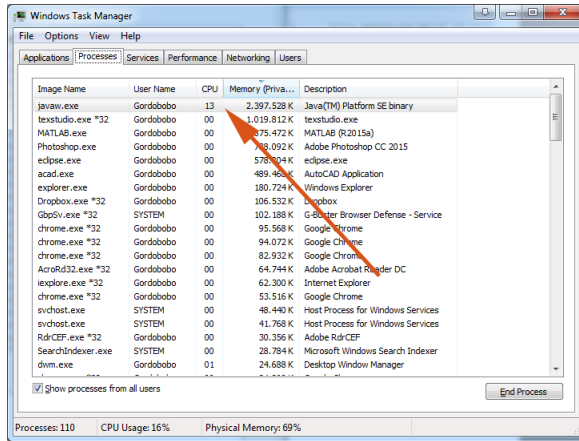 Windows Task Manager
File Options View Help
Applications Processes Services Performance Networking Users
Image Name User Name CPU Memory (Priva... Description
javaw.exe Gordobobo 13 2.397.528 K Java(TM) Platform SE binary
texstudio.exe *32 Gordobobo 00 1.019.812 K texstudio.exe
MATLAB.exe Gordobobo 00 875.472 K MATLAB (R2015a)
Photoshop.exe Gordobobo 00 Adobe Photoshop CC 2015
eclipse.exe Gordobobo 00 eclipse.exe
acad.exe Gordobobo 00 489.468 K AutoCAD Application
explorer.exe Gordobobo 00 180.724 K Windows Explorer
Dropbox.exe *32 Gordobobo 00 106.532 K Dropbox
GbpSv.exe *32 SYSTEM 00 102.188 K G-Buster Browser Defense - Service
chrome.exe *32 Gordobobo 00 95.568 K Google Chrome
chrome.exe *32 Gordobobo 00 94.072 K Google Chrome
chrome.exe *32 Gordobobo 00 82.932 K Google Chrome
AcroRd32.exe *32 Gordobobo 00 64.744 K Adobe Acrobat Reader DC
iexplore.exe *32 Gordobobo 00 62.300 K Internet Explorer
chrome.exe *32 Gordobobo 00 53.516 K Google Chrome
svchost.exe SYSTEM 00 48.440 K Host Process for Windows Services
svchost.exe SYSTEM 00 41.768 K Host Process for Windows Services
RdrCEF.exe *32 Gordobobo 00 30.356 K Adobe RdrCEF
SearchIndexer.exe SYSTEM 00 28.784 K Microsoft Windows Search Indexer
dwm.exe Gordobobo 01 24.688 K Desktop Window Manager
Show processes from all users
End Process
Processes: 110 CPU Usage: 16% Physical Memory: 69%